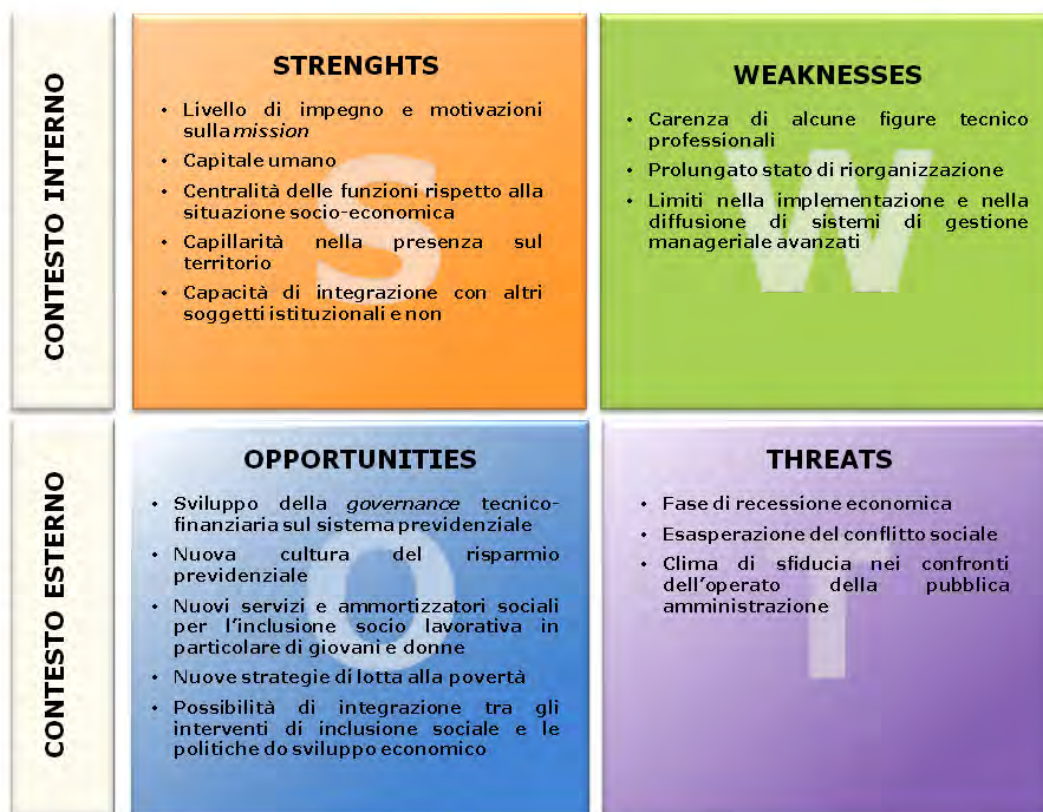 CONTESTO INTERNO
STRENGHTS
• Livello di impegno e motivazioni
sulla mission
• Capitale umano
• Centralità delle funzioni rispetto alla
situazione socio-economica
• Capillarità nella presenza sul
territorio
• Capacità di integrazione con altri
soggetti istituzionali e non
S
WEAKNESSES
• Carenza di alcune figure tecnico
professionali
• Prolungato stato di riorganizzazione
• Limiti nella implementazione e nella
diffusione di sistemi di gestione
manageriale avanzati
W
CONTESTO ESTERNO
OPPORTUNITIES
• Sviluppo della governance tecnico-
finanziaria sul sistema previdenziale
• Nuova cultura del risparmio
previdenziale
• Nuovi servizi e ammortizzatori sociali
per l'inclusione socio lavorativa in
particolare di giovani e donne
• Nuove strategie di lotta alla povertà
• Possibilità di integrazione tra gli
interventi di inclusione sociale e le
politiche do sviluppo economico
O
THREATS
• Fase di recessione economica
• Esasperazione del conflitto sociale
• Clima di sfiducia nei confronti
dell'operato della pubblica
amministrazione
T